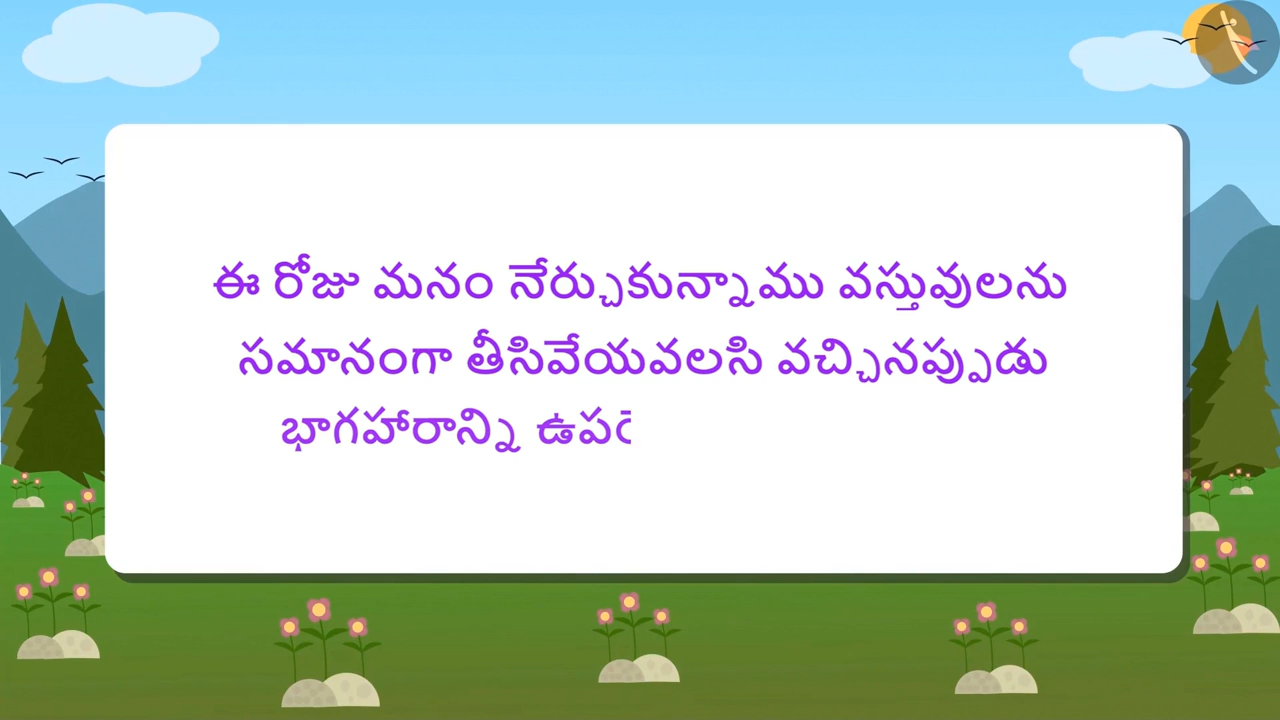 ఈ రోజు మనం నేర్చుకున్నాము వస్తువులను
సమానంగా తీసివేయవలసి వచ్చినప్పుడు
భాగహారాన్ని